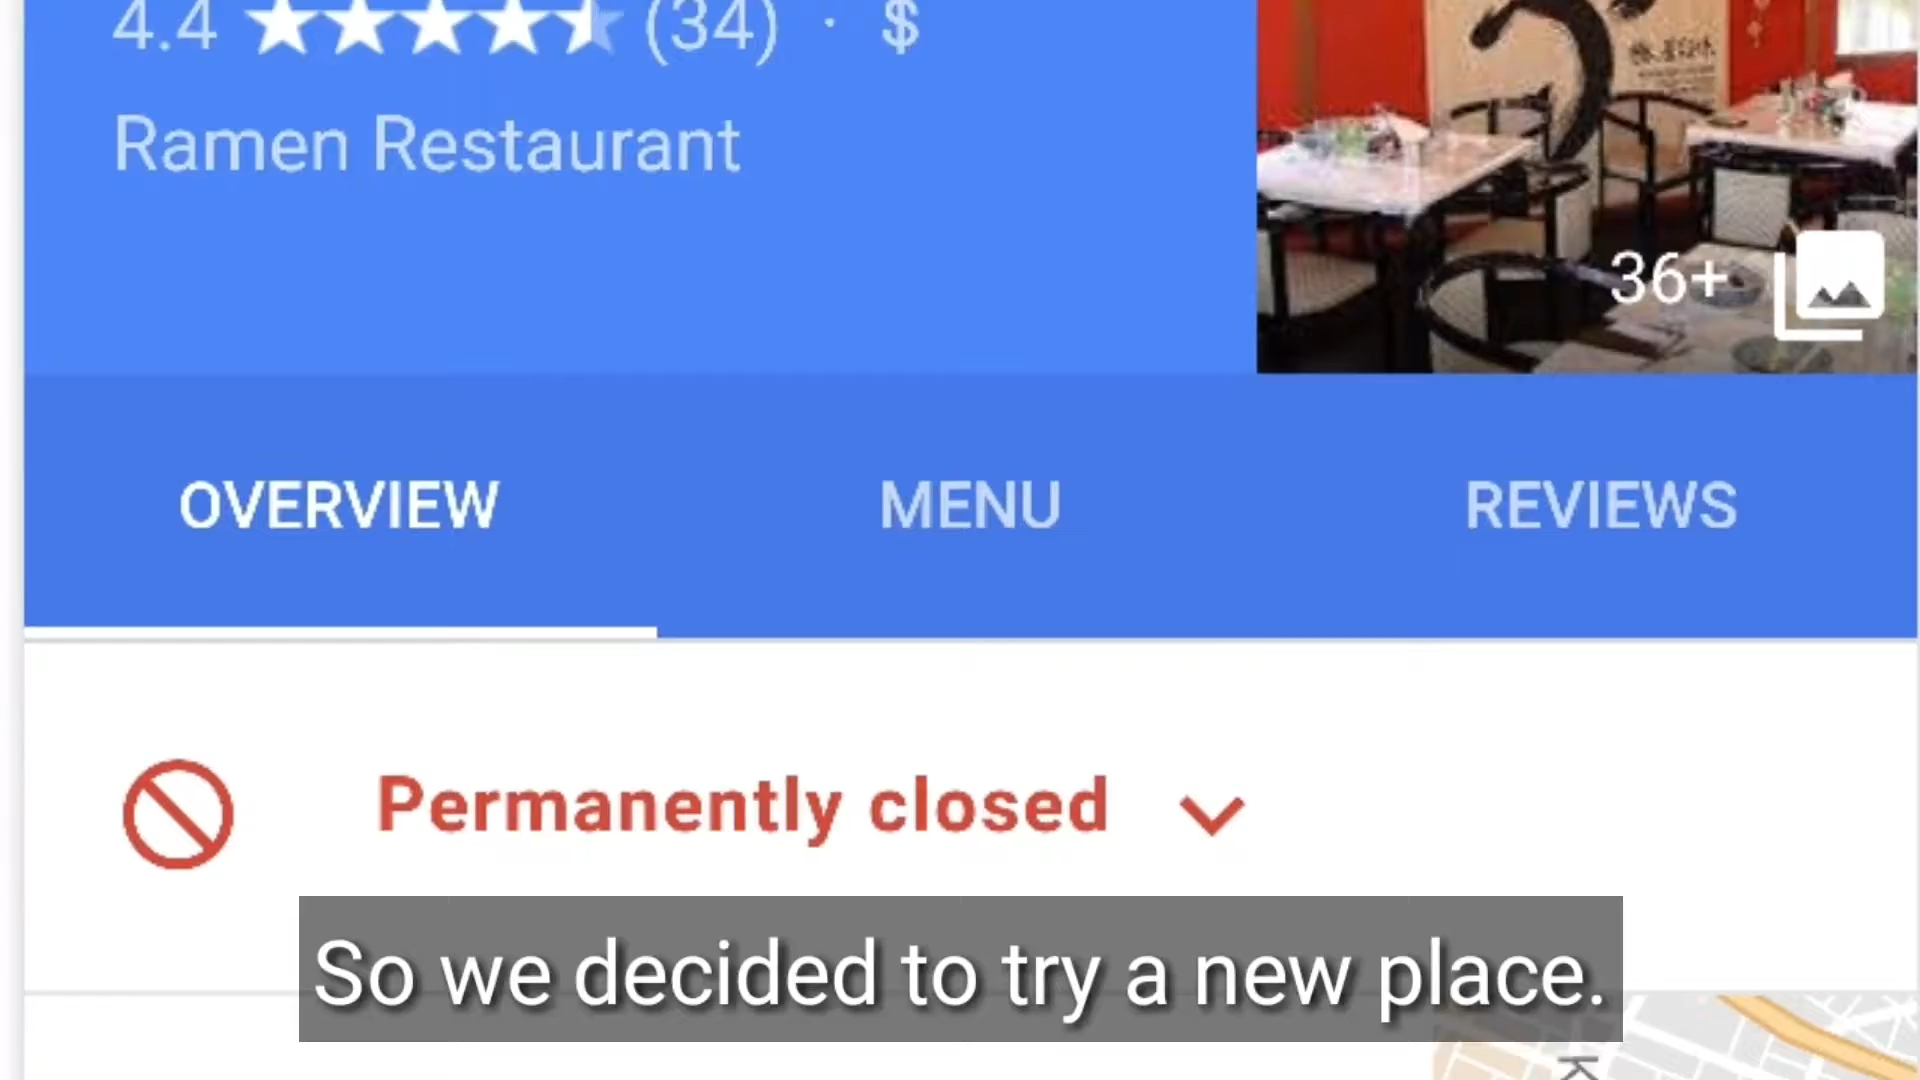 4.4 ★★★★★ (34) · $
Ramen Restaurant
36+
OVERVIEW MENU REVIEWS
Permanently closed
So we decided to try a new place.
K